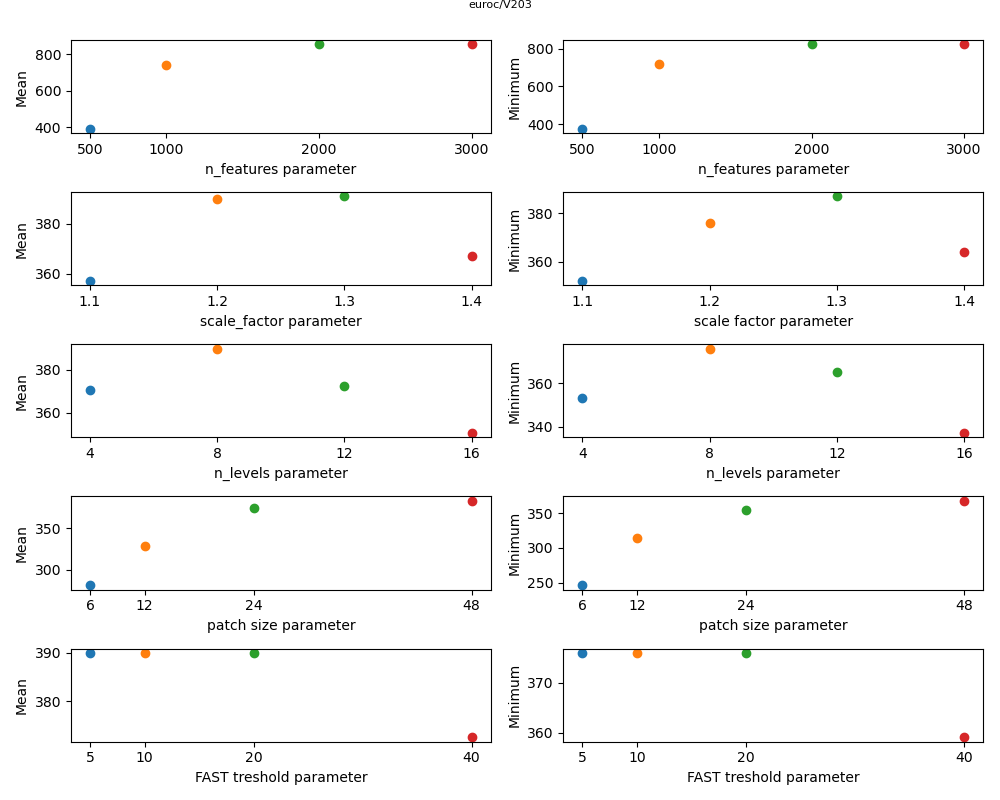 euroc/V203
800
600
400
Mean
500 1000 2000 3000
n_features parameter
800
600
400
Minimum
500 1000 2000 3000
n_features parameter
380
360
Mean
1.1 1.2 1.3 1.4
scale_factor parameter
380
360
Minimum
1.1 1.2 1.3 1.4
scale factor parameter
380
360
Mean
4 8 12 16
n_levels parameter
360
340
Minimum
4 8 12 16
n_levels parameter
350
300
Mean
6 12 24 48
patch size parameter
350
300
250
Minimum
6 12 24 48
patch size parameter
390
380
Mean
5 10 20 40
FAST treshold parameter
370
360
Minimum
5 10 20 40
FAST treshold parameter